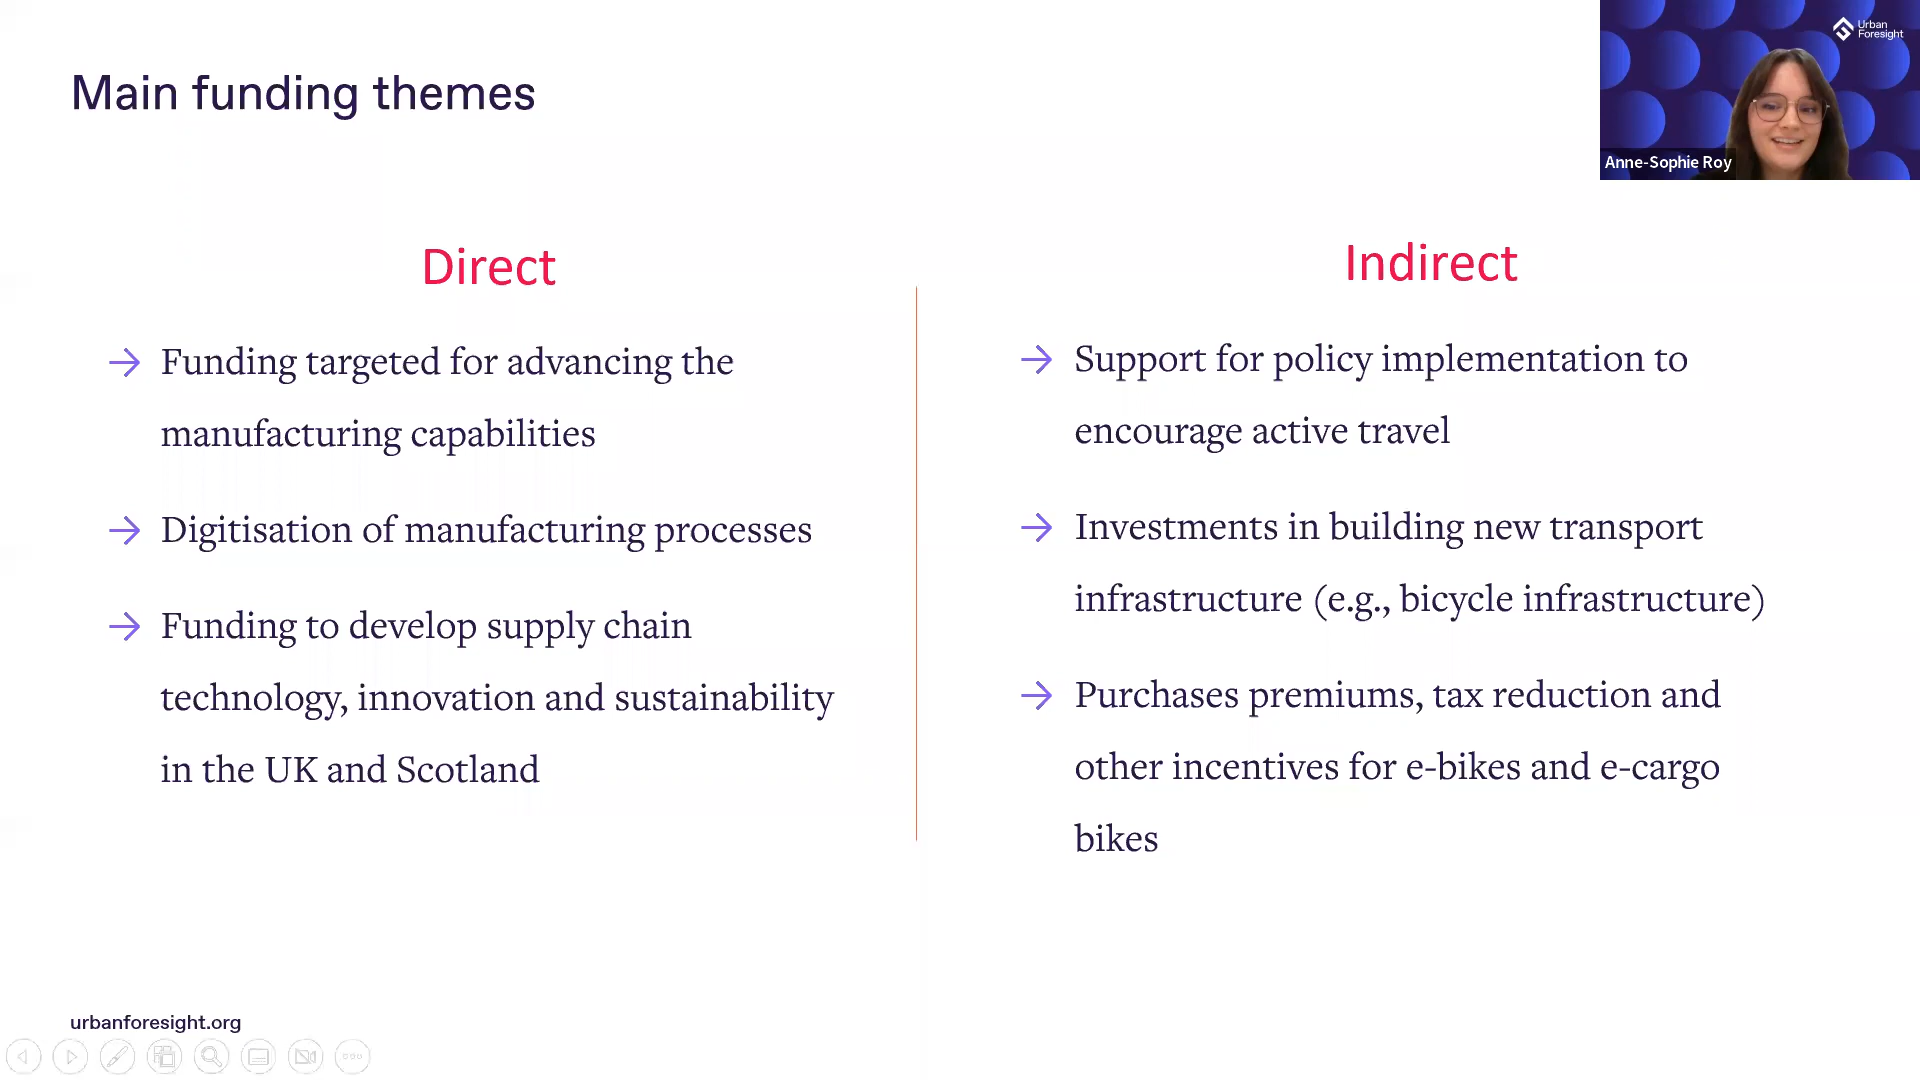 Main funding themes
Urban
Foresight
Anne-Sophie Roy
Direct
Funding targeted for advancing the
manufacturing capabilities
Digitisation of manufacturing processes
Funding to develop supply chain
technology, innovation and sustainability
in the UK and Scotland
Indirect
Support for policy implementation to
encourage active travel
Investments in building new transport
infrastructure (e.g., bicycle infrastructure)
Purchases premiums, tax reduction and
other incentives for e-bikes and e-cargo
bikes
urbanforesight.org